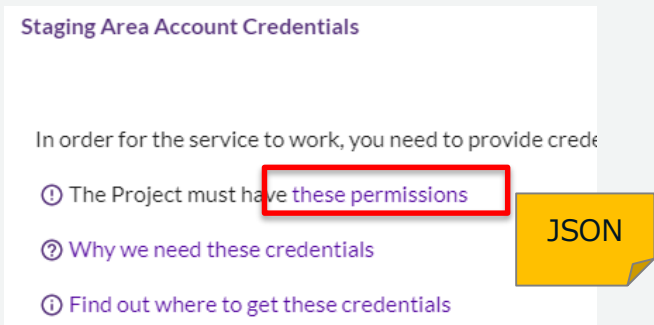 Staging Area Account Credentials
In order for the service to work, you need to provide crede
The Project must have these permissions
JSON
Why we need these credentials
Find out where to get these credentials